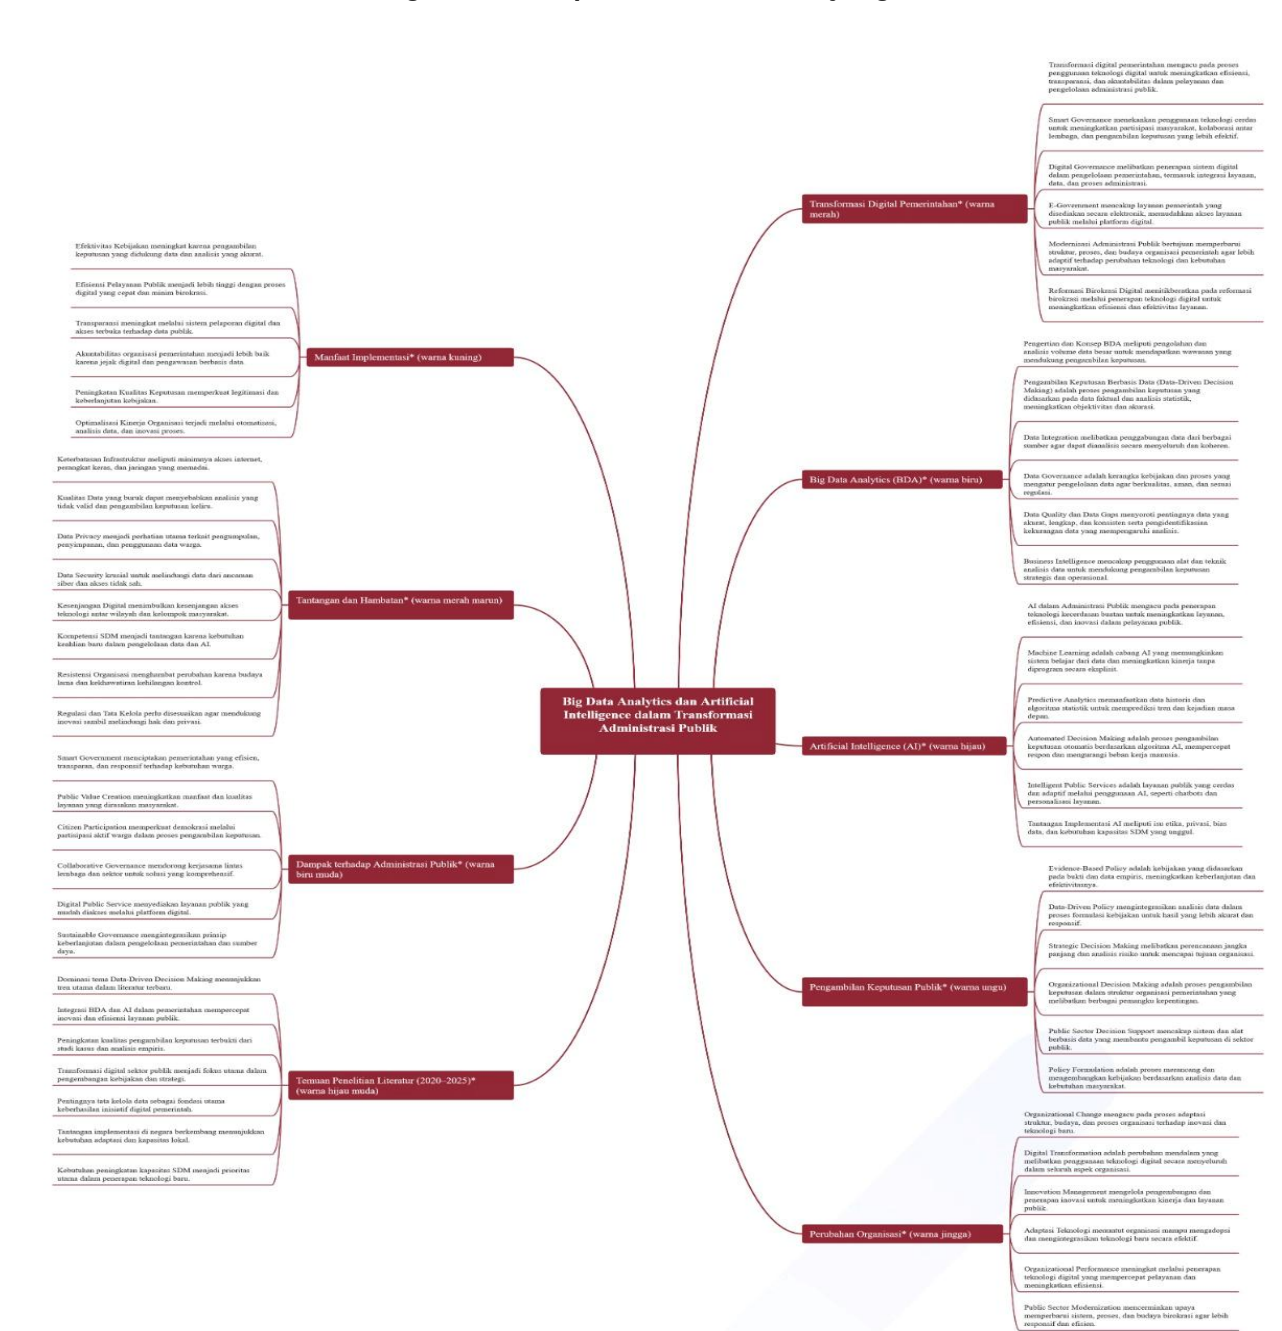 Big Data Analytics dan Artificial
Intelligence dalam Transformasi
Administrasi Publik
Transformasi Digital Pemerintahan* (warna
merah)
Transformasi digital pemerintahan mengacu pada proses
penggunaan teknologi digital untuk meningkatkan efisiensi,
transparansi, dan akuntabilitas dalam pelayanan dan
pengelolaan administrasi publik.
Smart Governance menekankan penggunaan teknologi cerdas
untuk meningkatkan partisipasi masyarakat, kolaborasi antar
lembaga, dan pengambilan keputusan yang lebih efektif.
Digital Governance melibatkan penerapan sistem digital
dalam pengelolaan pemerintahan, termasuk integrasi layanan,
data, dan proses administrasi.
E-Government mencakup layanan pemerintah yang
disediakan secara elektronik, memudahkan akses layanan
publik melalui platform digital.
Modernisasi Administrasi Publik bertujuan memperbarui
struktur, proses, dan budaya organisasi pemerintah agar lebih
adaptif terhadap perubahan teknologi dan kebutuhan
masyarakat.
Reformasi Birokrasi Digital menitikberatkan pada reformasi
birokrasi melalui penerapan teknologi digital untuk
meningkatkan efisiensi dan efektivitas layanan.
Big Data Analytics (BDA)* (warna biru)
Pengertian dan Konsep BDA meliputi pengolahan dan
analisis volume data besar untuk mendapatkan wawasan yang
mendukung pengambilan keputusan.
Pengambilan Keputusan Berbasis Data (Data-Driven Decision
Making) adalah proses pengambilan keputusan yang
didasarkan pada data faktual dan analisis statistik,
meningkatkan objektivitas dan akurasi.
Data Integration melibatkan penggabungan data dari berbagai
sumber agar dapat dianalisis secara menyeluruh dan koheren.
Data Governance adalah kerangka kebijakan dan proses yang
mengatur pengelolaan data agar berkualitas, aman, dan sesuai
regulasi.
Data Quality dan Data Gaps menyoroti pentingnya data yang
akurat, lengkap, dan konsisten serta pengidentifikasian
kekurangan data yang mempengaruhi analisis.
Business Intelligence mencakup penggunaan alat dan teknik
analisis data untuk mendukung pengambilan keputusan
strategis dan operasional.
Artificial Intelligence (AI)* (warna hijau)
AI dalam Administrasi Publik mengacu pada penerapan
teknologi kecerdasan buatan untuk meningkatkan layanan,
efisiensi, dan inovasi dalam pelayanan publik.
Machine Learning adalah cabang AI yang memungkinkan
sistem belajar dari data dan meningkatkan kinerja tanpa
diprogram secara eksplisit.
Predictive Analytics memanfaatkan data historis dan
algoritma statistik untuk memprediksi tren dan kejadian masa
depan.
Automated Decision Making adalah proses pengambilan
keputusan otomatis berdasarkan algoritma AI, mempercepat
respon dan mengurangi beban kerja manusia.
Intelligent Public Services adalah layanan publik yang cerdas
dan adaptif melalui penggunaan AI, seperti chatbots dan
personalisasi layanan.
Tantangan Implementasi AI meliputi isu etika, privasi, bias
data, dan kebutuhan kapasitas SDM yang unggul.
Pengambilan Keputusan Publik* (warna ungu)
Evidence-Based Policy adalah kebijakan yang didasarkan
pada bukti dan data empiris, meningkatkan keberlanjutan dan
efektivitasnya.
Data-Driven Policy mengintegrasikan analisis data dalam
proses formulasi kebijakan untuk hasil yang lebih akurat dan
responsif.
Strategic Decision Making melibatkan perencanaan jangka
panjang dan analisis risiko untuk mencapai tujuan organisasi.
Organizational Decision Making adalah proses pengambilan
keputusan dalam struktur organisasi pemerintahan yang
melibatkan berbagai pemangku kepentingan.
Public Sector Decision Support mencakup sistem dan alat
berbasis data yang membantu pengambil keputusan di sektor
publik.
Policy Formulation adalah proses merancang dan
mengembangkan kebijakan berdasarkan analisis data dan
kebutuhan masyarakat.
Perubahan Organisasi* (warna jingga)
Organizational Change mengacu pada proses adaptasi
struktur, budaya, dan proses organisasi terhadap inovasi dan
teknologi baru.
Digital Transformation adalah perubahan mendalam yang
melibatkan penggunaan teknologi digital secara menyeluruh
dalam seluruh aspek organisasi.
Innovation Management mengelola pengembangan dan
penerapan inovasi untuk meningkatkan kinerja dan layanan
publik.
Adaptasi Teknologi menuntut organisasi mampu mengadopsi
dan mengintegrasikan teknologi baru secara efektif.
Organizational Performance meningkat melalui penerapan
teknologi digital yang mempercepat pelayanan dan
meningkatkan efisiensi.
Public Sector Modernization mencerminkan upaya
memperbarui sistem, proses, dan budaya birokrasi agar lebih
responsif dan efisien.
Manfaat Implementasi* (warna kuning)
Efektivitas Kebijakan meningkat karena pengambilan
keputusan yang didukung data dan analisis yang akurat.
Efisiensi Pelayanan Publik menjadi lebih tinggi dengan proses
digital yang cepat dan minim birokrasi.
Transparansi meningkat melalui sistem pelaporan digital dan
akses terbuka terhadap data publik.
Akuntabilitas organisasi pemerintahan menjadi lebih baik
karena jejak digital dan pengawasan berbasis data.
Peningkatan Kualitas Keputusan memperkuat legitimasi dan
keberlanjutan kebijakan.
Optimalisasi Kinerja Organisasi terjadi melalui otomatisasi,
analisis data, dan inovasi proses.
Tantangan dan Hambatan* (warna merah marun)
Keterbatasan Infrastruktur meliputi minimnya akses internet,
perangkat keras, dan jaringan yang memadai.
Kualitas Data yang buruk dapat menyebabkan analisis yang
tidak valid dan pengambilan keputusan keliru.
Data Privacy menjadi perhatian utama terkait pengumpulan,
penyimpanan, dan penggunaan data warga.
Data Security krusial untuk melindungi data dari ancaman
siber dan akses tidak sah.
Kesenjangan Digital menimbulkan kesenjangan akses
teknologi antar wilayah dan kelompok masyarakat.
Kompetensi SDM menjadi tantangan karena kebutuhan
keahlian baru dalam pengelolaan data dan AI.
Resistensi Organisasi menghambat perubahan karena budaya
lama dan kekhawatiran kehilangan kontrol.
Regulasi dan Tata Kelola perlu disesuaikan agar mendukung
inovasi sambil melindungi hak dan privasi.
Dampak terhadap Administrasi Publik* (warna
biru muda)
Smart Government menciptakan pemerintahan yang efisien,
transparan, dan responsif terhadap kebutuhan warga.
Public Value Creation meningkatkan manfaat dan kualitas
layanan yang dirasakan masyarakat.
Citizen Participation memperkuat demokrasi melalui
partisipasi aktif warga dalam proses pengambilan keputusan.
Collaborative Governance mendorong kerjasama lintas
lembaga dan sektor untuk solusi yang komprehensif.
Digital Public Service menyediakan layanan publik yang
mudah diakses melalui platform digital.
Sustainable Governance mengintegrasikan prinsip
keberlanjutan dalam pengelolaan pemerintahan dan sumber
daya.
Temuan Penelitian Literatur (2020–2025)*
(warna hijau muda)
Dominasi tema Data-Driven Decision Making menunjukkan
tren utama dalam literatur terbaru.
Integrasi BDA dan AI dalam pemerintahan mempercepat
inovasi dan efisiensi layanan publik.
Peningkatan kualitas pengambilan keputusan terbukti dari
studi kasus dan analisis empiris.
Transformasi digital sektor publik menjadi fokus utama dalam
pengembangan kebijakan dan strategi.
Pentingnya tata kelola data sebagai fondasi utama
keberhasilan inisiatif digital pemerintah.
Tantangan implementasi di negara berkembang menunjukkan
kebutuhan adaptasi dan kapasitas lokal.
Kebutuhan peningkatan kapasitas SDM menjadi prioritas
utama dalam penerapan teknologi baru.